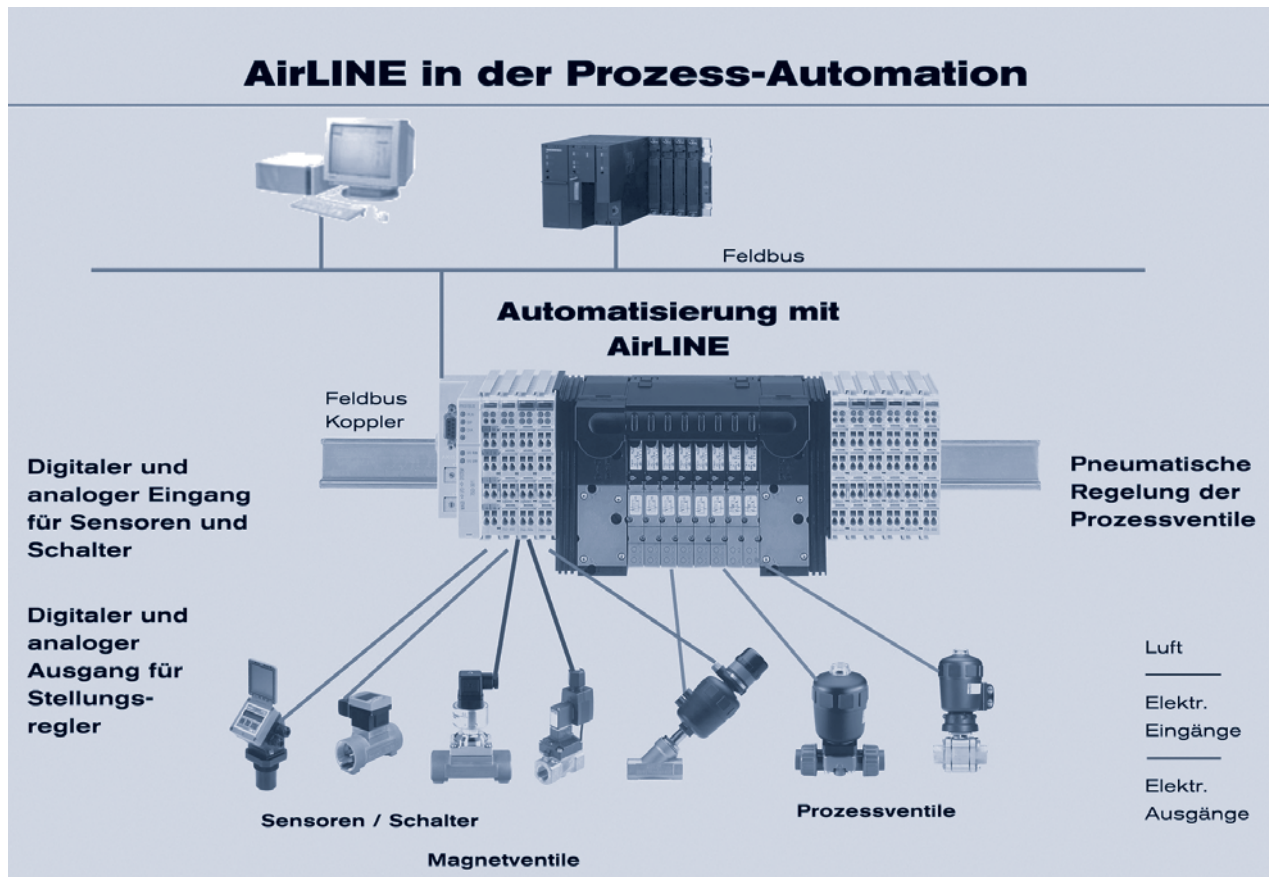 AirLINE in der Prozess-Automation
Feldbus
Automatisierung mit
AirLINE
Feldbus
Koppler
Digitaler und
analoger Eingang
für Sensoren und
Schalter
Pneumatische
Regelung der
Prozessventile
Digitaler und
analoger
Ausgang für
Stellungs-
regler
Luft
Elektr.
Eingänge
Elektr.
Ausgänge
Sensoren / Schalter
Prozessventile
Magnetventile